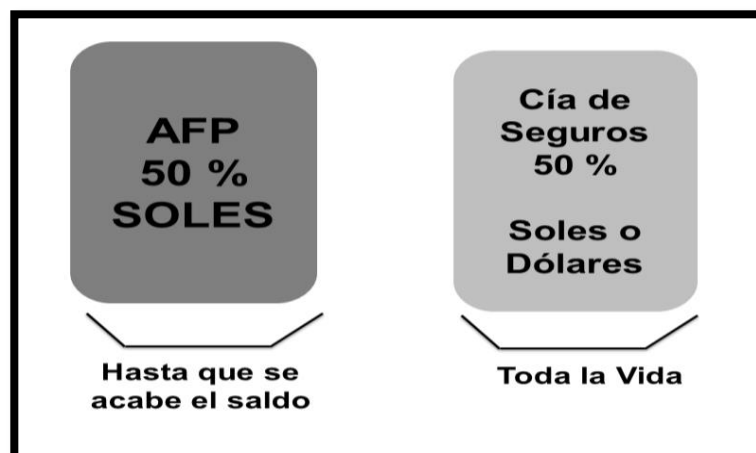 AFP
50 %
SOLES
Hasta que se
acabe el saldo
Cía de
Seguros
50 %
Soles o
Dólares
Toda la Vida